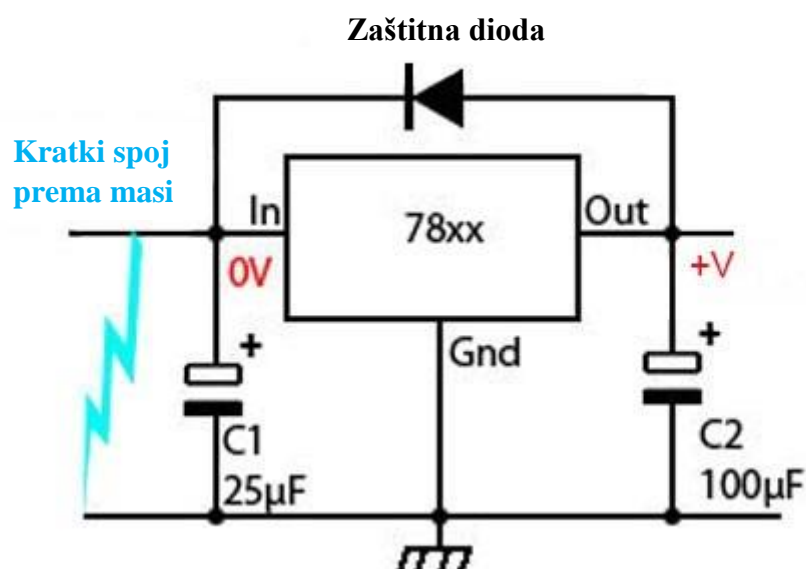 Zaštitna dioda
Kratki spoj
prema masi
In
78xx
Out
0V
+V
+
Gnd
+
C1
25µF
C2
100µF